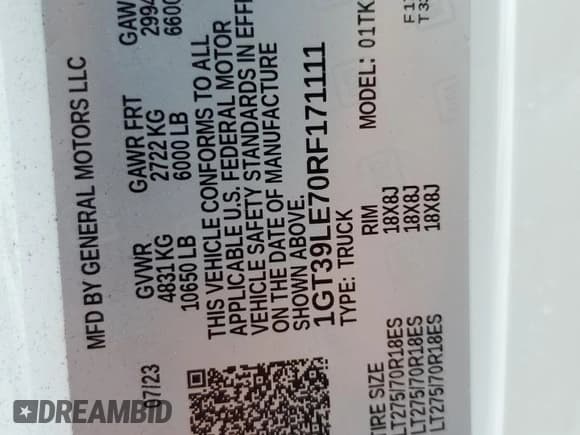 MFD BY GENERAL MOTORS LLC
07/23 GVWR GAWR FRT
4831 KG 2722 KG
10650 LB 6000 LB
THIS VEHICLE CONFORMS TO ALL
APPLICABLE U.S. FEDERAL MOTOR
VEHICLE SAFETY STANDARDS IN
ON THE DATE OF MANUFACTURE
SHOWN ABOVE.
1GT39LE70RF171111
TYPE: TRUCK MODEL: 01TK
TIRE SIZE RIM
LT275/70R18ES 18X8J
LT275/70R18ES 18X8J
LT275/70R18ES 18X8J
DREAMBID